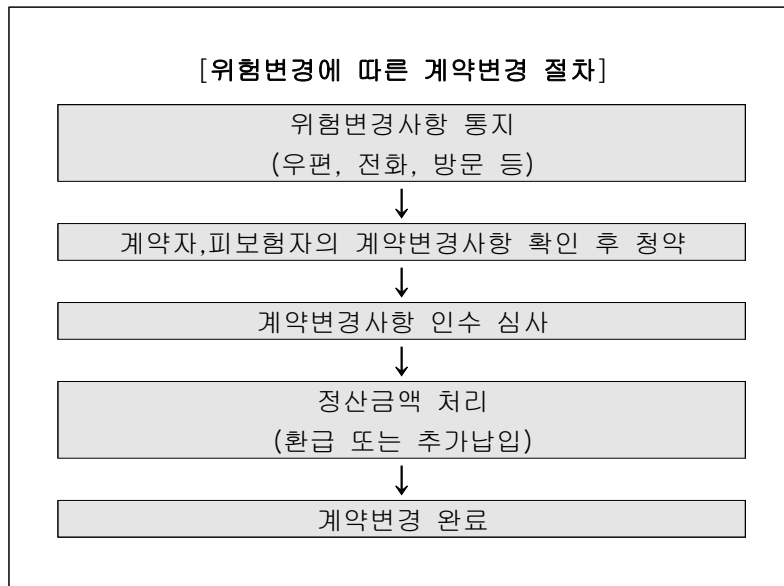 [위험변경에 따른 계약변경 절차]
위험변경사항 통지
(우편, 전화, 방문 등)
계약자,피보험자의 계약변경사항 확인 후 청약
계약변경사항 인수 심사
정산금액 처리
(환급 또는 추가납입)
계약변경 완료